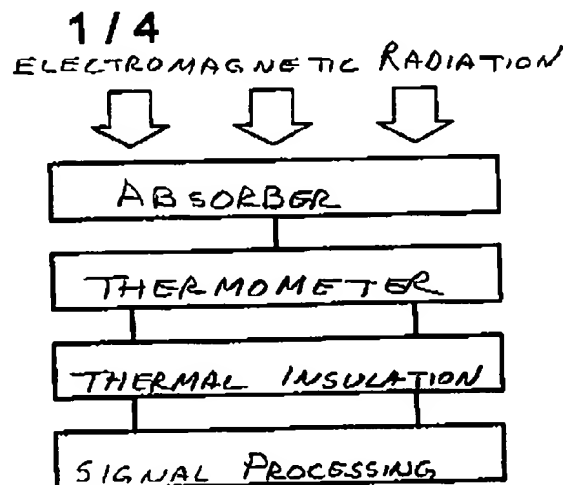 1 / 4
ELECTROMAGNETIC RADIATION
ABSORBER
THERMOMETER
THERMAL INSULATION
SIGNAL PROCESSING